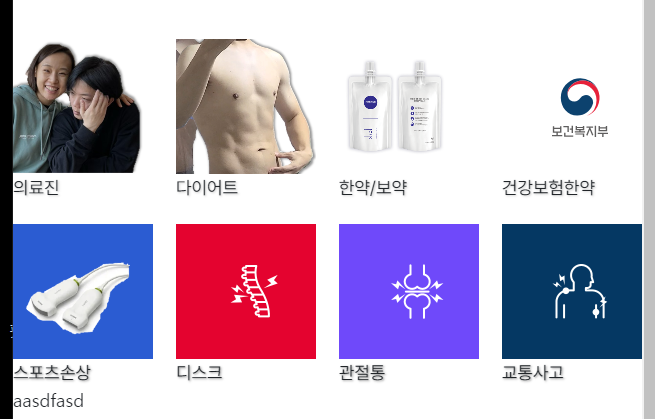 보건복지부
의료진
다이어트
한약/보약
건강보험한약
스포츠손상
디스크
관절통
교통사고
aasdfasd